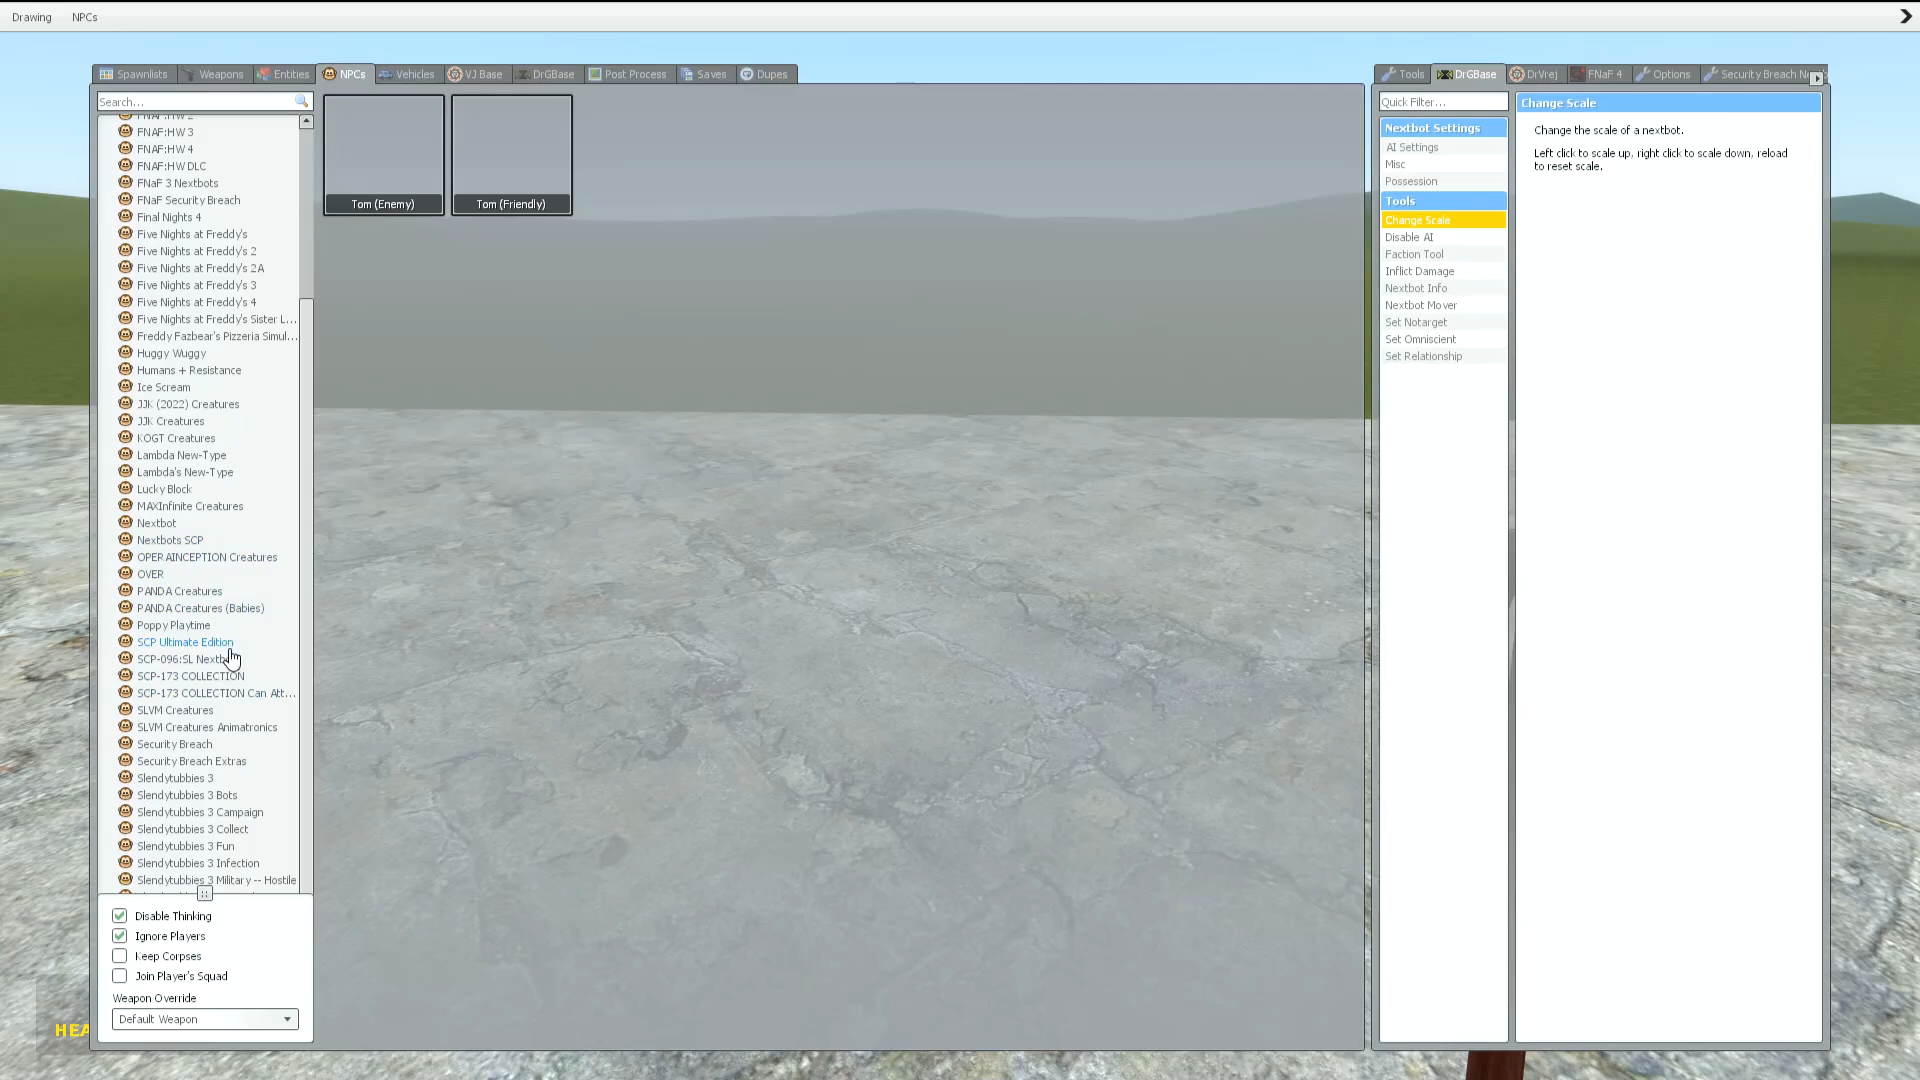 Drawing NPCs
Spawnlists Weapons Entities NPCs Vehicles VJ Base DrGBase Post Process Saves Dupes
Search...
FNAF:HW 2
FNAF:HW 3
FNAF:HW 4
FNAF:HW DLC
FNaF 3 Nextbots
FNaF Security Breach
Final Nights 4
Five Nights at Freddy's
Five Nights at Freddy's 2
Five Nights at Freddy's 2A
Five Nights at Freddy's 3
Five Nights at Freddy's 4
Five Nights at Freddy's Sister L...
Freddy Fazbear's Pizzeria Simul...
Huggy Wuggy
Humans + Resistance
Ice Scream
JJK (2022) Creatures
JJK Creatures
KOGT Creatures
Lambda New-Type
Lambda's New-Type
Lucky Block
MAXInfinite Creatures
Nextbot
Nextbots SCP
OPERAINCEPTION Creatures
OVER
PANDA Creatures
PANDA Creatures (Babies)
Poppy Playtime
SCP Ultimate Edition
SCP-096:SL
SCP-173 COLLECTION
SCP-173 COLLECTION Can Att...
SLVM Creatures
SLVM Creatures Animatronics
Security Breach
Security Breach Extras
Slendytubbies 3
Slendytubbies 3 Bots
Slendytubbies 3 Campaign
Slendytubbies 3 Collect
Slendytubbies 3 Fun
Slendytubbies 3 Infection
Slendytubbies 3 Military -- Hostile
Disable Thinking
Ignore Players
Keep Corpses
Join Player's Squad
Weapon Override
Default Weapon
HEA
Tom (Enemy)
Tom (Friendly)
Tools DrGBase DrVrej FNaF 4 Options Security Breach
Quick Filter...
Nextbot Settings
AI Settings
Misc
Possession
Tools
Change Scale
Disable AI
Faction Tool
Inflict Damage
Nextbot Info
Nextbot Mover
Set Notarget
Set Omniscient
Set Relationship
Change Scale
Change the scale of a nextbot.
Left click to scale up, right click to scale down, reload
to reset scale.